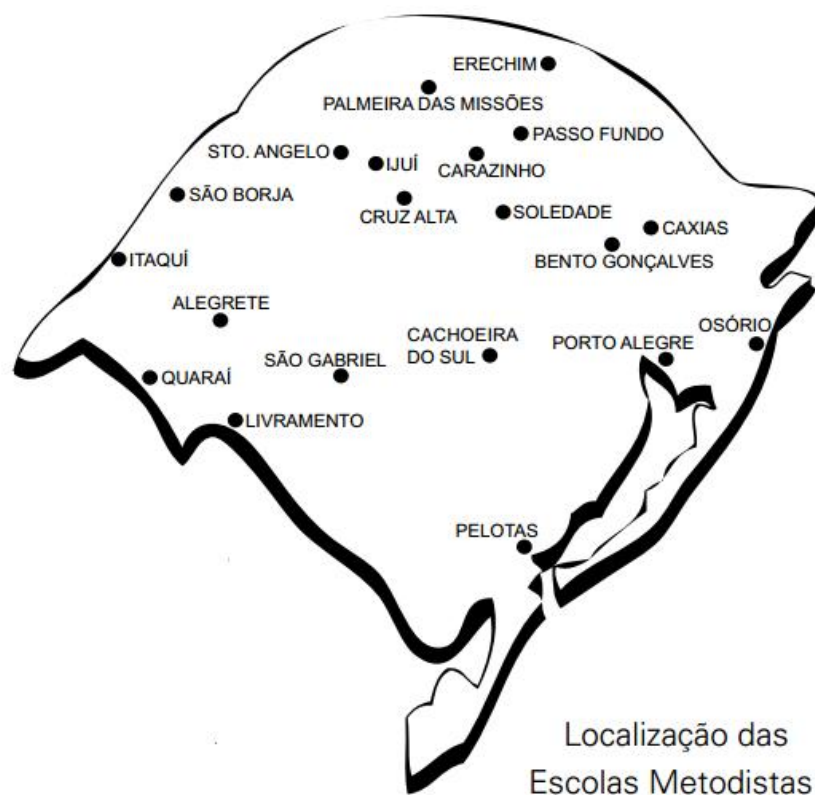 ERECHIM
PALMEIRA DAS MISSÕES
PASSO FUNDO
STO. ANGELO
IJUÍ
CARAZINHO
SÃO BORJA
CRUZ ALTA
SOLEDADE
CAXIAS
BENTO GONÇALVES
ITAQUÍ
ALEGRETE
CACHOEIRA
DO SUL
PORTO ALEGRE
OSÓRIO
SÃO GABRIEL
QUARAÍ
LIVRAMENTO
PELOTAS
Localização das
Escolas Metodistas